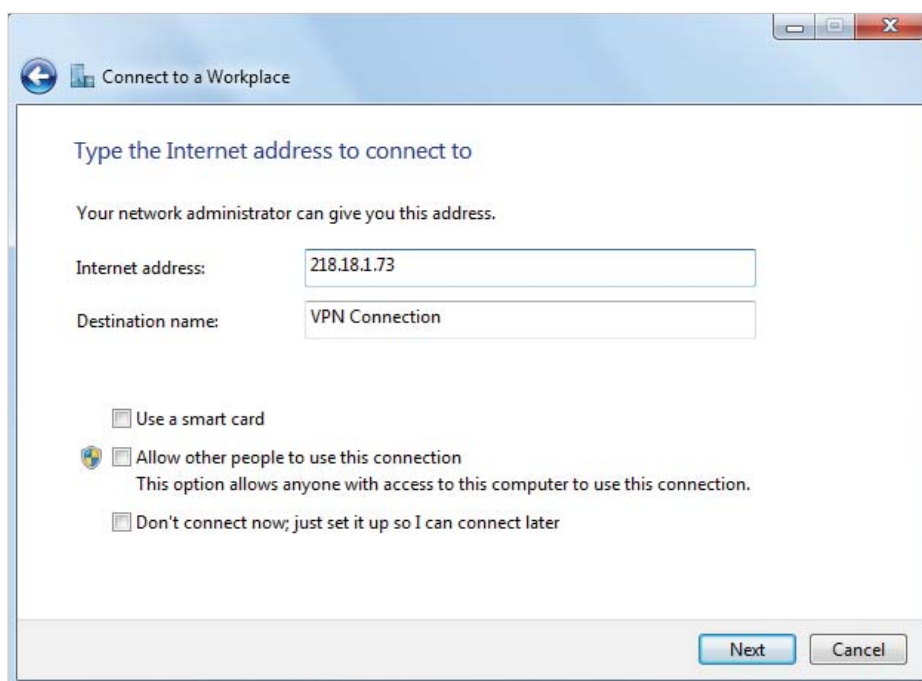 Connect to a Workplace
Type the Internet address to connect to
Your network administrator can give you this address.
Internet address: 218.18.1.73
Destination name: VPN Connection
Use a smart card
Allow other people to use this connection
This option allows anyone with access to this computer to use this connection.
Don't connect now; just set it up so I can connect later
Next Cancel